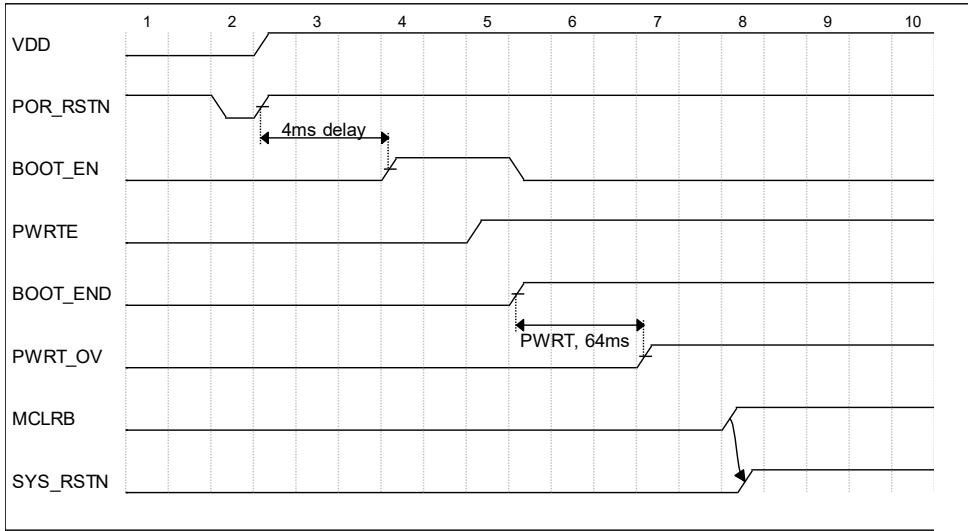 1 2 3 4 5 6 7 8 9 10
VDD
POR_RSTN
4ms delay
BOOT_EN
PWRTE
BOOT_END
PWRT, 64ms
PWRT_OV
MCLRB
SYS_RSTN